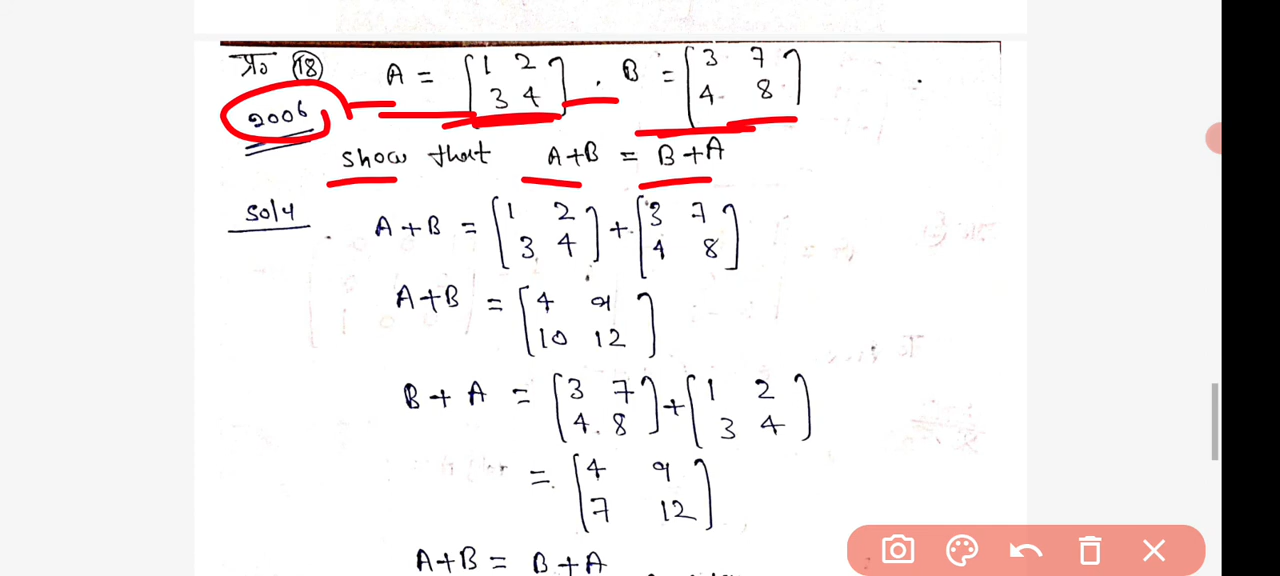 प्र० 18 A = [1 2 3 4] , B = [3 7 4 8]
2006
show that A+B = B+A
Soln. A+B = [1 2 3 4] + [3 7 4 8]
A+B = [4 9 10 12]
B+A = [3 7 4 8] + [1 2 3 4]
= [4 9 7 12]
A+B = B+A